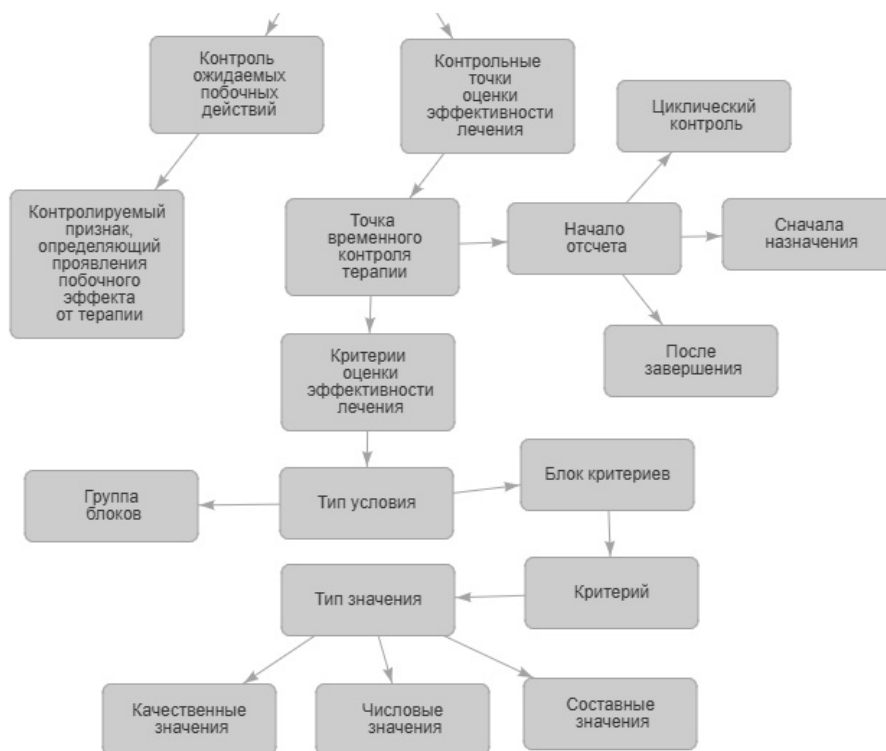 Контроль
ожидаемых
побочных
действий
Контрольные
точки
оценки
эффективности
лечения
Циклический
контроль
Контролируемый
признак,
определяющий
проявления
побочного
эффекта
от терапии
Точка
временного
контроля
терапии
Начало
отсчета
Сначала
назначения
После
завершения
Критерии
оценки
эффективности
лечения
Группа
блоков
Тип условия
Блок критериев
Критерий
Тип значения
Качественные
значения
Числовые
значения
Составные
значения